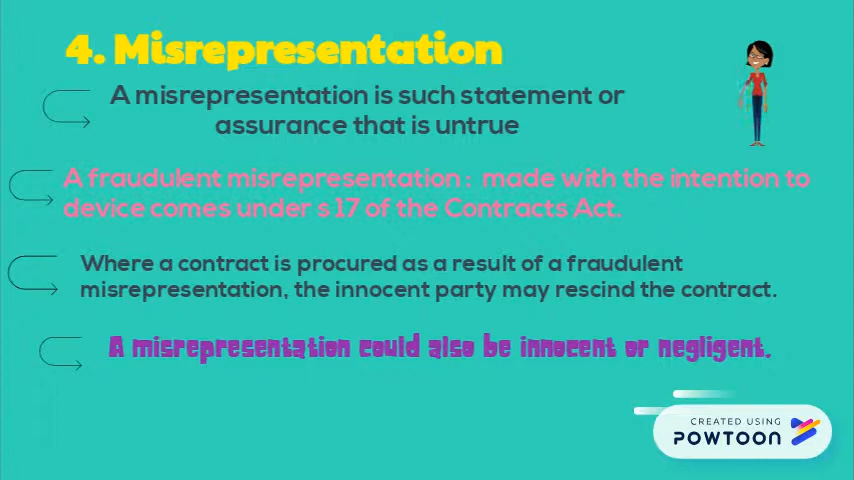 4. Misrepresentation
A misrepresentation is such statement or
assurance that is untrue
A fraudulent misrepresentation : made with the intention to
device comes under s 17 of the Contracts Act.
Where a contract is procured as a result of a fraudulent
misrepresentation, the innocent party may rescind the contract.
A misrepresentation could also be innocent or negligent.
CREATED USING
POWTOON